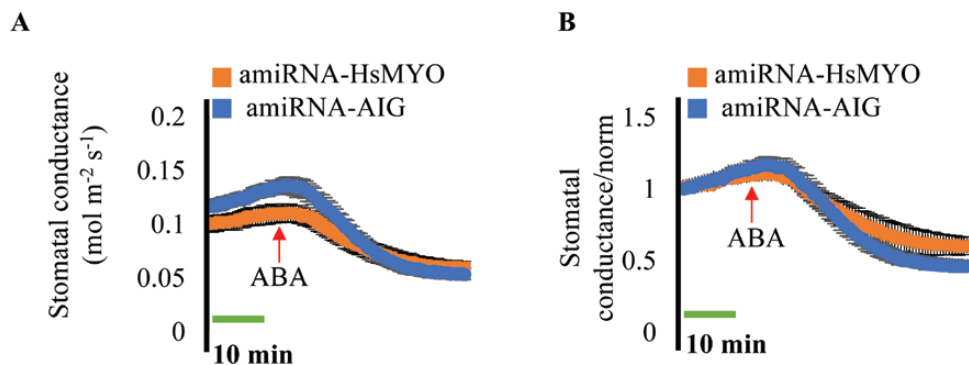 A
amiRNA-HsMYO
amiRNA-AIG
Stomatal conductance
(mol m⁻² s⁻¹)
0.2
0.15
0.1
0.05
0
ABA
10 min
B
amiRNA-HsMYO
amiRNA-AIG
Stomatal
conductance/norm
1.5
1
0.5
0
ABA
10 min